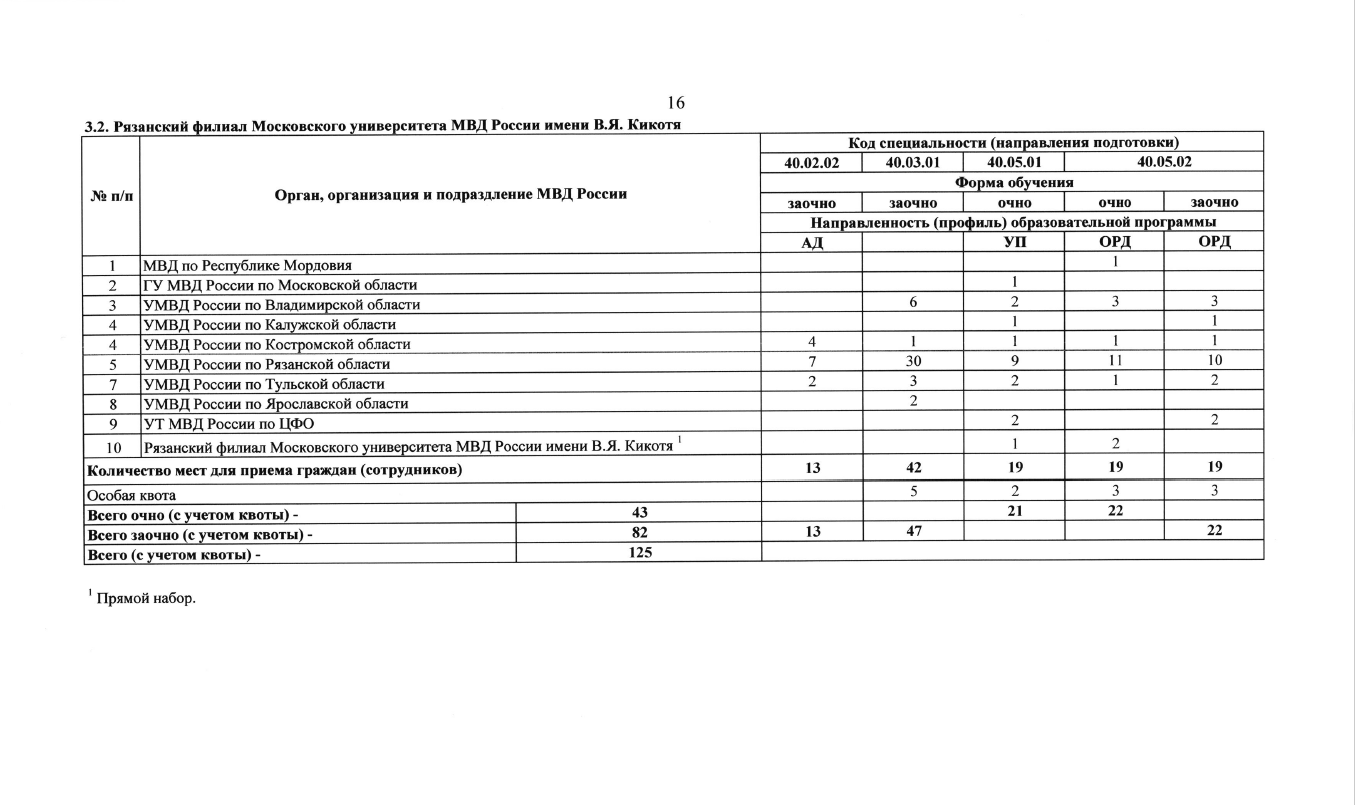 16
3.2. Рязанский филиал Московского университета МВД России имени В.Я. Кикотя
№ п/п Орган, организация и подраздление МВД России Код специальности (направления подготовки)
40.02.02 40.03.01 40.05.01 40.05.02
Форма обучения
заочно заочно очно очно заочно
Направленность (профиль) образовательной программы
АД УП ОРД ОРД
1 МВД по Республике Мордовия 1
2 ГУ МВД России по Московской области 1
3 УМВД России по Владимирской области 6 2 3 3
4 УМВД России по Калужской области 1 1
4 УМВД России по Костромской области 4 1 1 1 1
5 УМВД России по Рязанской области 7 30 9 11 10
7 УМВД России по Тульской области 2 3 2 1 2
8 УМВД России по Ярославской области 2
9 УТ МВД России по ЦФО 2 2
10 Рязанский филиал Московского университета МВД России имени В.Я. Кикотя 1 1 2
Количество мест для приема граждан (сотрудников) 13 42 19 19 19
Особая квота 5 2 3 3
Всего очно (с учетом квоты) - 43 21 22
Всего заочно (с учетом квоты) - 82 13 47 22
Всего (с учетом квоты) - 125
1 Прямой набор.